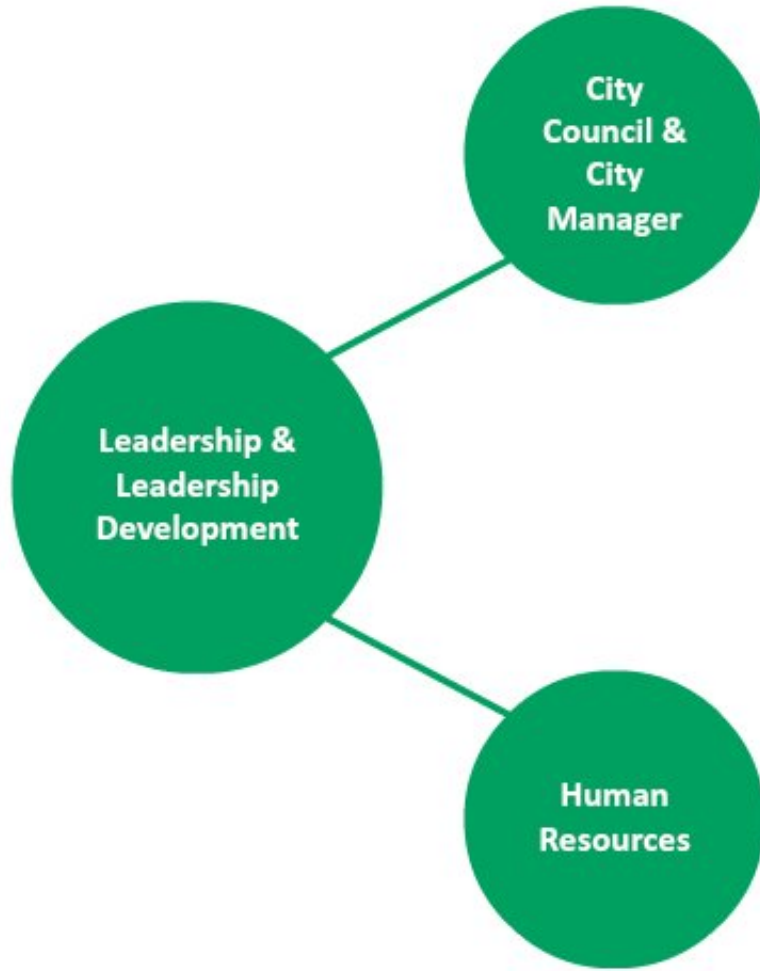 City
Council &
City
Manager
Leadership &
Leadership
Development
Human
Resources